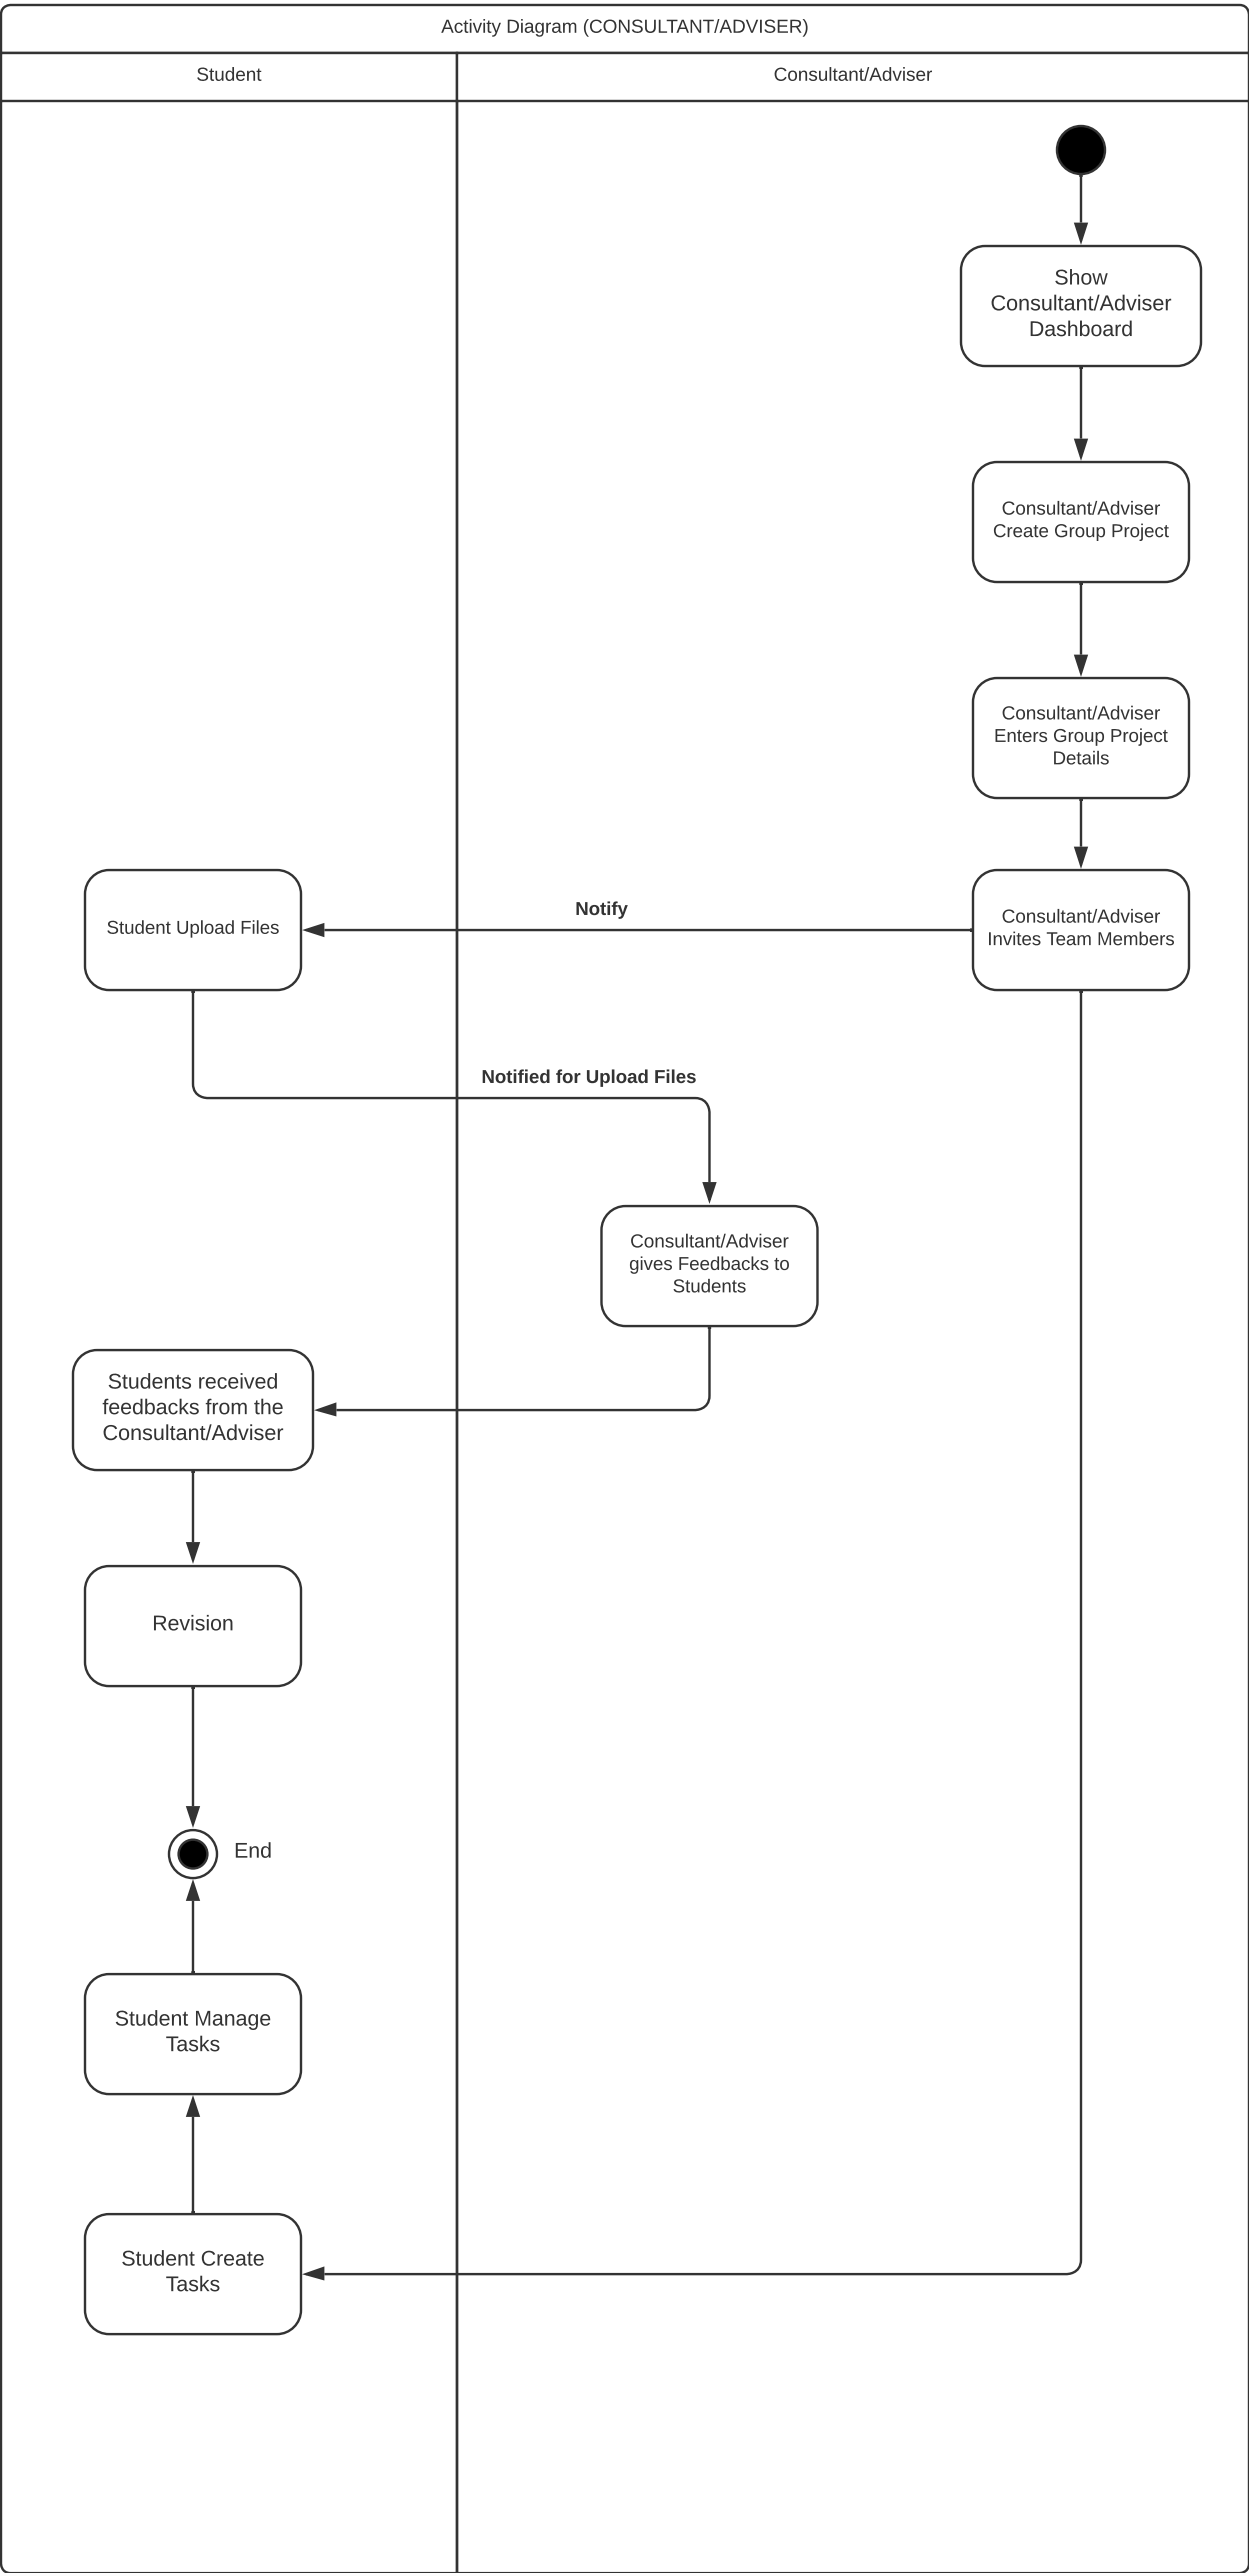 Activity Diagram (CONSULTANT/ADVISER)
Student
Consultant/Adviser
Show
Consultant/Adviser
Dashboard
Consultant/Adviser
Create Group Project
Consultant/Adviser
Enters Group Project
Details
Student Upload Files
Notify
Consultant/Adviser
Invites Team Members
Notified for Upload Files
Consultant/Adviser
gives Feedbacks to
Students
Students received
feedbacks from the
Consultant/Adviser
Revision
End
Student Manage
Tasks
Student Create
Tasks